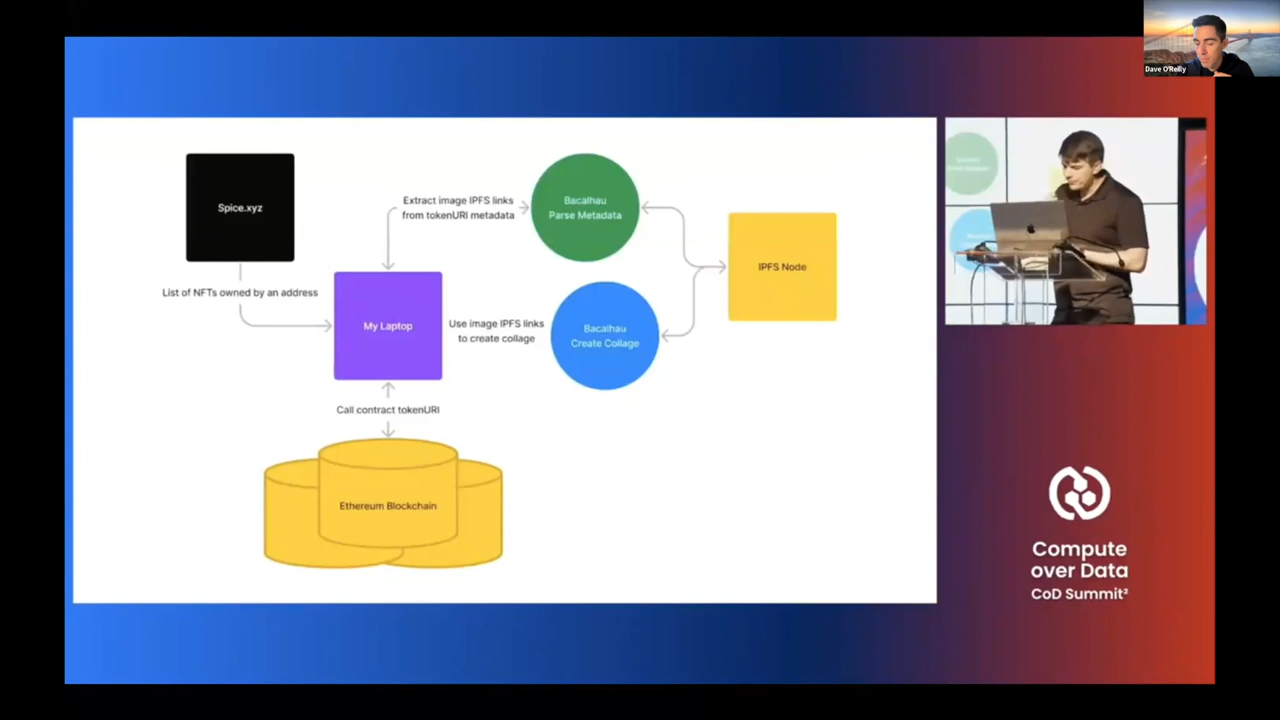 Dave O'Reilly
Spice.xyz
Extract image IPFS links
from tokenURI metadata
Bacalhau
Parse Metadata
IPFS Node
List of NFTs owned by an address
My Laptop
Use image IPFS links
to create collage
Bacalhau
Create Collage
Call contract tokenURI
Ethereum Blockchain
Compute
over Data
CoD Summit²